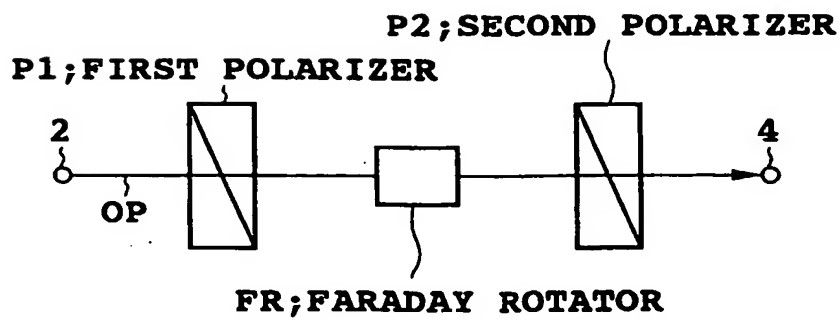 P2;SECOND POLARIZER
P1;FIRST POLARIZER
2
4
OP
FR;FARADAY ROTATOR